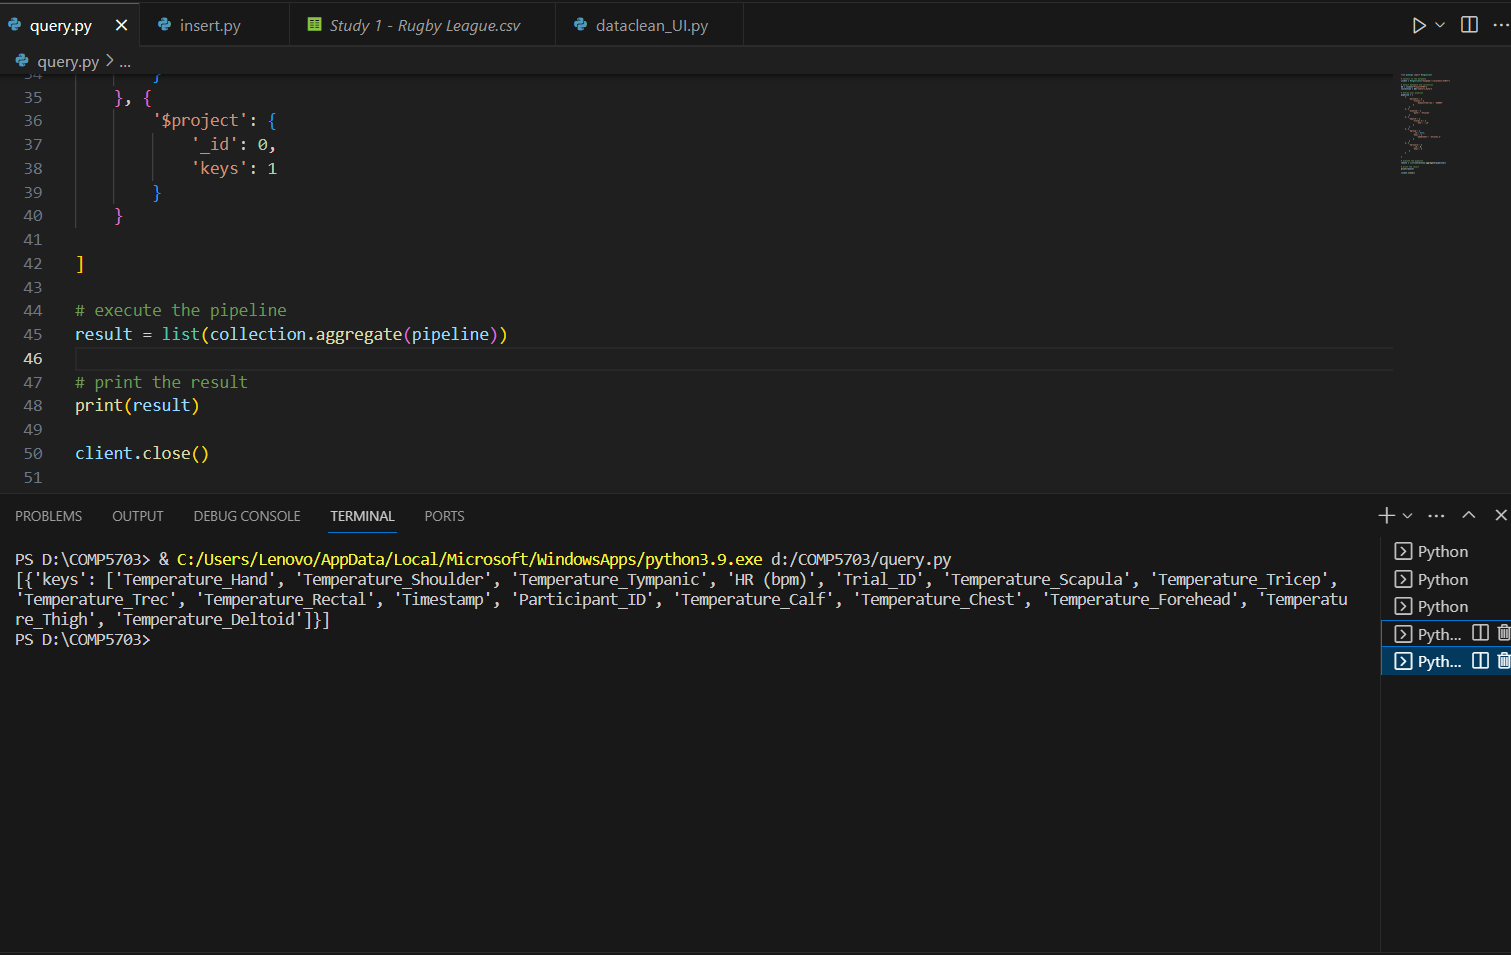 query.py
insert.py
Study 1 - Rugby League.csv
dataclean_UI.py
query.py > ...
34 }
35 }, {
36 '$project': {
37 '_id': 0,
38 'keys': 1
39 }
40 }
41
42 ]
43
44 # execute the pipeline
45 result = list(collection.aggregate(pipeline))
46
47 # print the result
48 print(result)
49
50 client.close()
51
PROBLEMS OUTPUT DEBUG CONSOLE TERMINAL PORTS
PS D:\COMP5703> & C:/Users/Lenovo/AppData/Local/Microsoft/WindowsApps/python3.9.exe d:/COMP5703/query.py
[{'keys': ['Temperature_Hand', 'Temperature_Shoulder', 'Temperature_Tympanic', 'HR (bpm)', 'Trial_ID', 'Temperature_Scapula', 'Temperature_Tricep',
'Temperature_Trec', 'Temperature_Rectal', 'Timestamp', 'Participant_ID', 'Temperature_Calf', 'Temperature_Chest', 'Temperature_Forehead', 'Temperatu
re_Thigh', 'Temperature_Deltoid']}]
PS D:\COMP5703>
Python
Python
Python
Pyth...
Pyth...